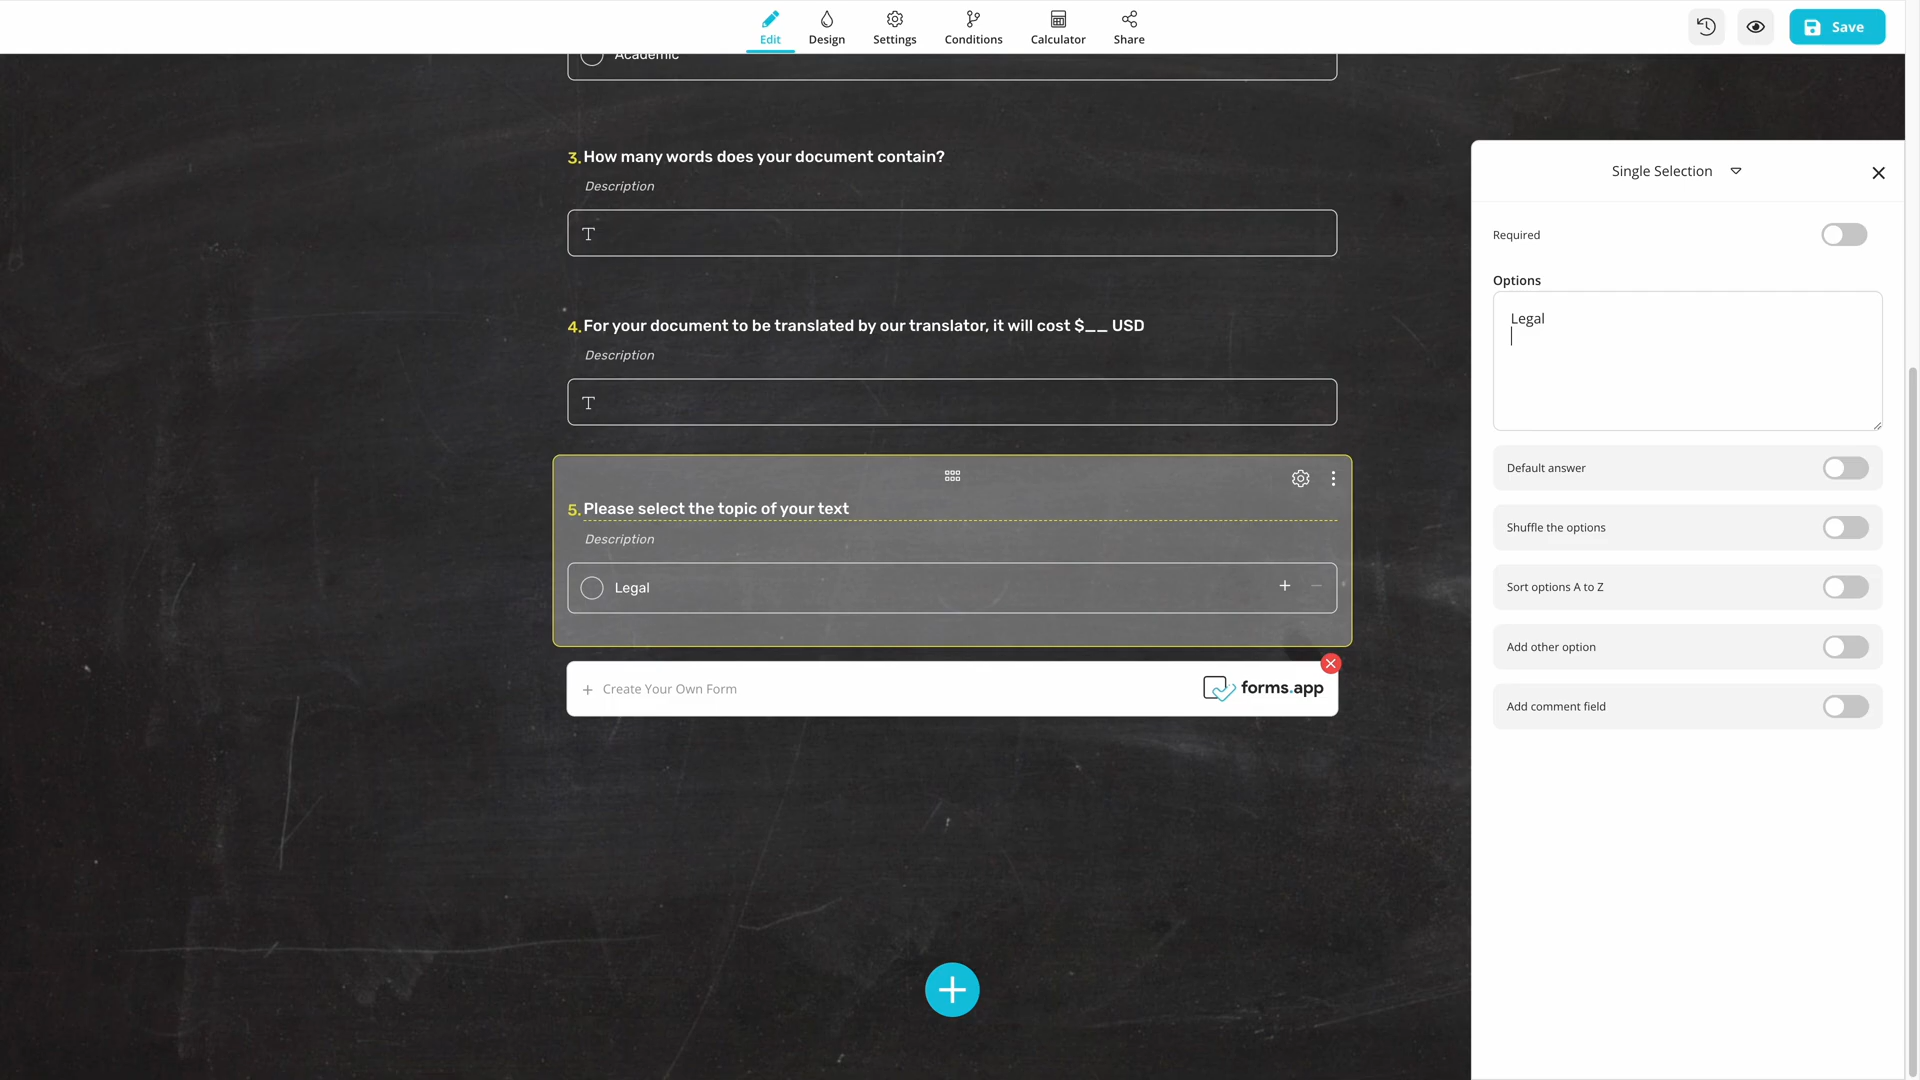 Edit
Design
Settings
Conditions
Calculator
Share
Save
Academic
3. How many words does your document contain?
Description
T
4. For your document to be translated by our translator, it will cost $__ USD
Description
T
5. Please select the topic of your text
Description
Legal
+ Create Your Own Form
forms.app
Single Selection
Required
Options
Legal
Default answer
Shuffle the options
Sort options A to Z
Add other option
Add comment field